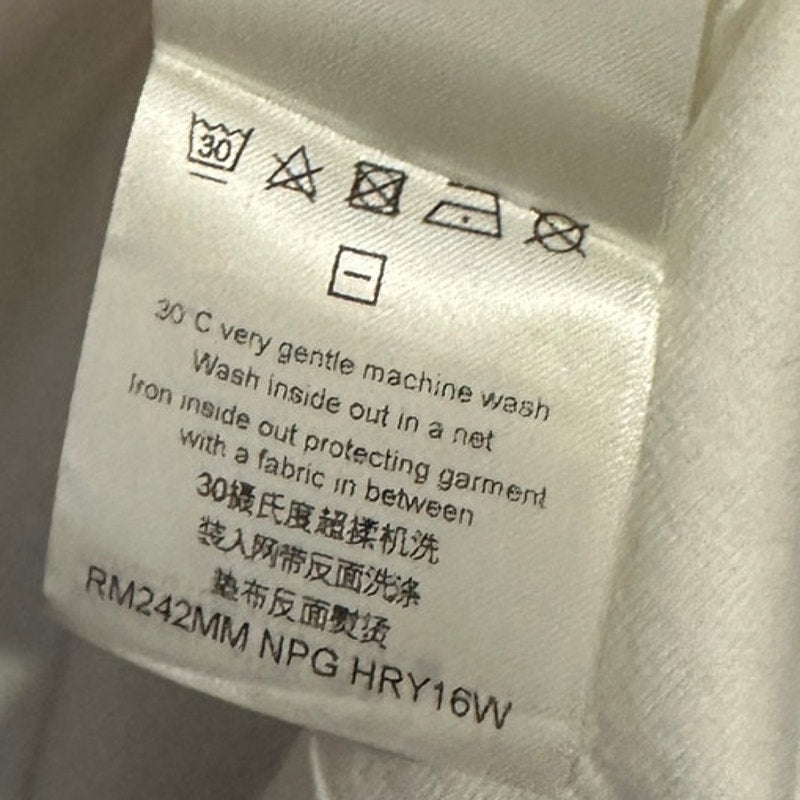 30
30 C very gentle machine wash
Wash inside out in a net
Iron inside out protecting garment
with a fabric in between
30摄氏度超揉机洗
装入网带反面洗涤
垫布反面熨烫
RM242MM NPG HRY16W